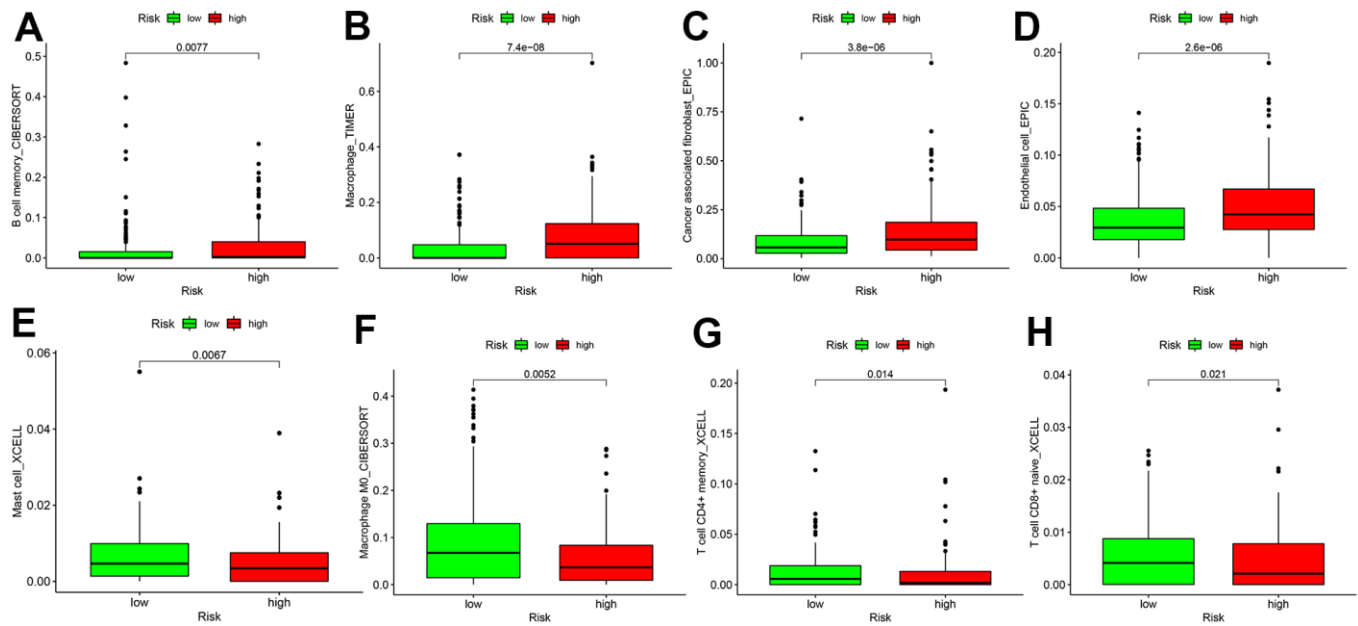 A
Risk low high
0.0077
B cell memory_CIBERSORT
0.5
0.4
0.3
0.2
0.1
0.0
low high
Risk
B
Risk low high
7.4e−08
Macrophage_TIMER
0.6
0.4
0.2
0.0
low high
Risk
C
Risk low high
3.8e−06
Cancer associated fibroblast_EPIC
1.00
0.75
0.50
0.25
0.00
low high
Risk
D
Risk low high
2.6e−06
Endothelial cell_EPIC
0.20
0.15
0.10
0.05
0.00
low high
Risk
E
Risk low high
0.0067
Mast cell_XCELL
0.06
0.04
0.02
0.00
low high
Risk
F
Risk low high
0.0052
Macrophage M0_CIBERSORT
0.4
0.3
0.2
0.1
0.0
low high
Risk
G
Risk low high
0.014
T cell CD4+ memory_XCELL
0.20
0.15
0.10
0.05
0.00
low high
Risk
H
Risk low high
0.021
T cell CD8+ naive_XCELL
0.04
0.03
0.02
0.01
0.00
low high
Risk